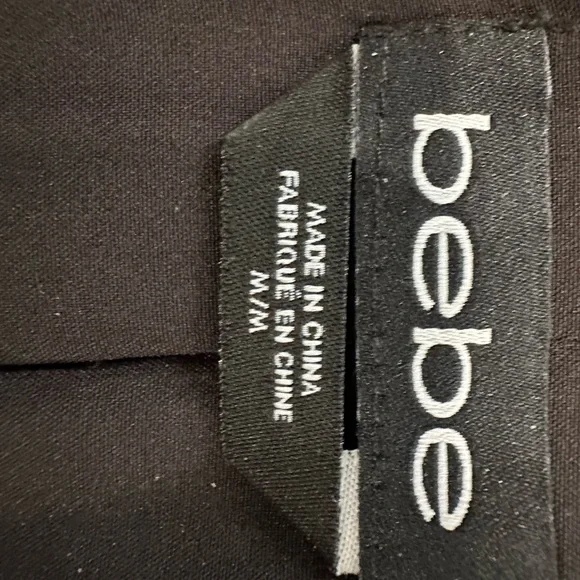 bebe
MADE IN CHINA
FABRIQUÉ EN CHINE
M/M